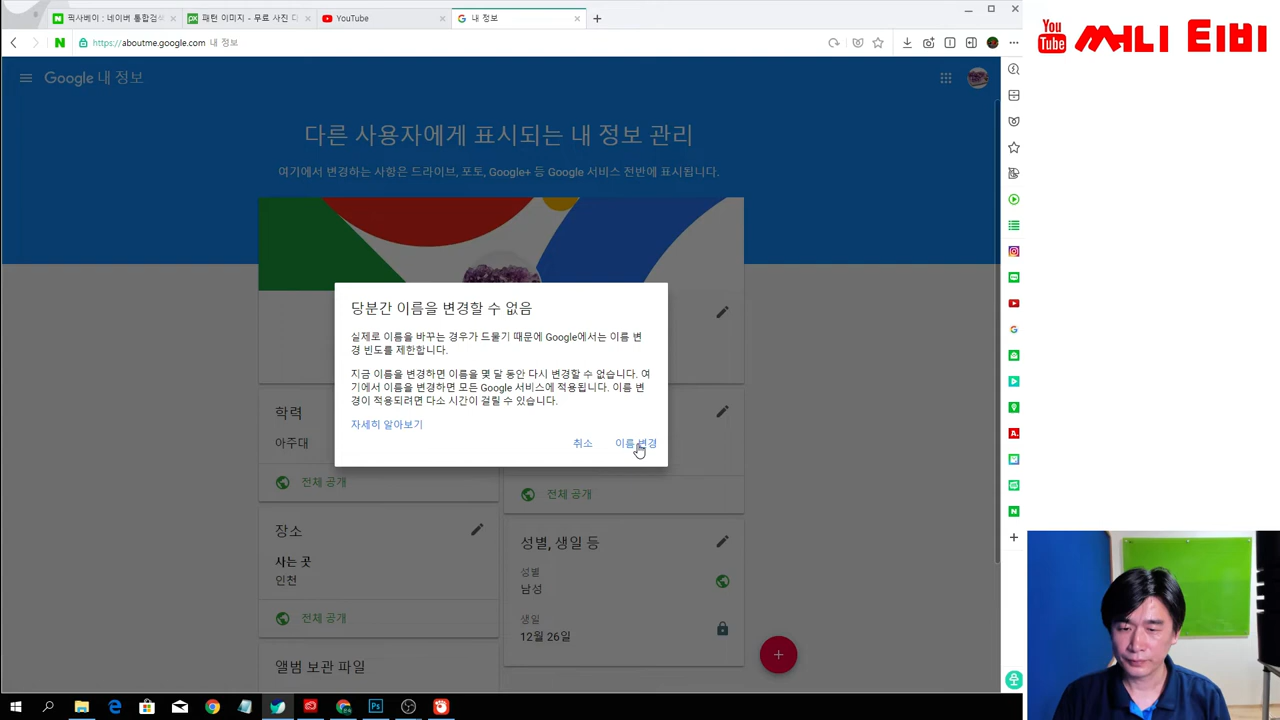 픽사베이 : 네이버 통합검색
패턴 이미지 - 무료 사진 다
YouTube
내 정보
https://aboutme.google.com 내 정보
Google 내 정보
다른 사용자에게 표시되는 내 정보 관리
여기에서 변경하는 사항은 드라이브, 포토, Google+ 등 Google 서비스 전반에 표시됩니다.
당분간 이름을 변경할 수 없음
실제로 이름을 바꾸는 경우가 드물기 때문에 Google에서는 이름 변
경 빈도를 제한합니다.
지금 이름을 변경하면 이름을 몇 달 동안 다시 변경할 수 없습니다. 여
기에서 이름을 변경하면 모든 Google 서비스에 적용됩니다. 이름 변
경이 적용되려면 다소 시간이 걸릴 수 있습니다.
자세히 알아보기
취소
이름 변경
학력
아주대
전체 공개
전체 공개
장소
사는 곳
인천
전체 공개
성별, 생일 등
성별
남성
생일
12월 26일
앨범 보관 파일
You
Tube
써니 티비